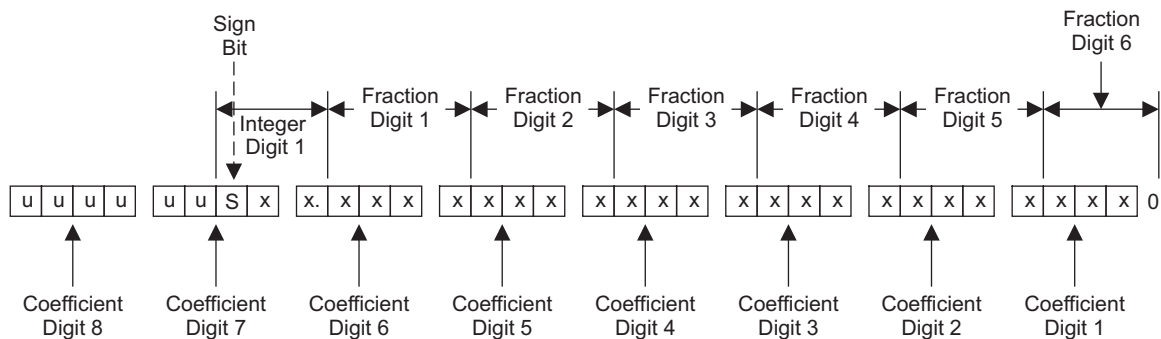 Sign
Bit
Fraction
Digit 6
Integer
Digit 1
Fraction
Digit 1
Fraction
Digit 2
Fraction
Digit 3
Fraction
Digit 4
Fraction
Digit 5
u u u u u u S x x. x x x x x x x x x x x x x x x x x x x x x x x 0
Coefficient
Digit 8
Coefficient
Digit 7
Coefficient
Digit 6
Coefficient
Digit 5
Coefficient
Digit 4
Coefficient
Digit 3
Coefficient
Digit 2
Coefficient
Digit 1